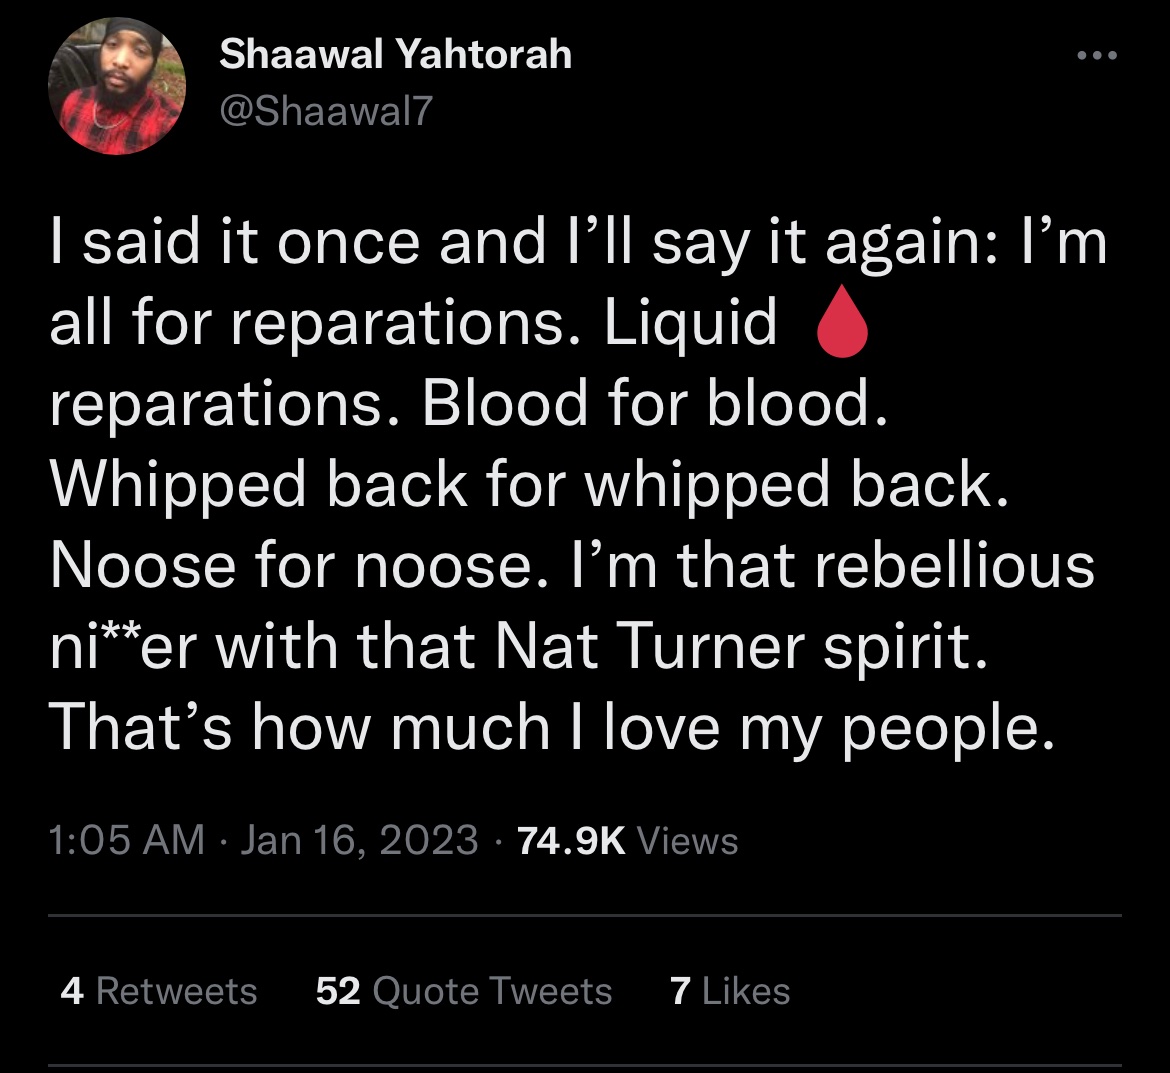 Shaawal Yahtorah
@Shaawal7
I said it once and I’ll say it again: I’m
all for reparations. Liquid 🩸
reparations. Blood for blood.
Whipped back for whipped back.
Noose for noose. I’m that rebellious
ni**er with that Nat Turner spirit.
That’s how much I love my people.
1:05 AM · Jan 16, 2023 · 74.9K Views
4 Retweets 52 Quote Tweets 7 Likes